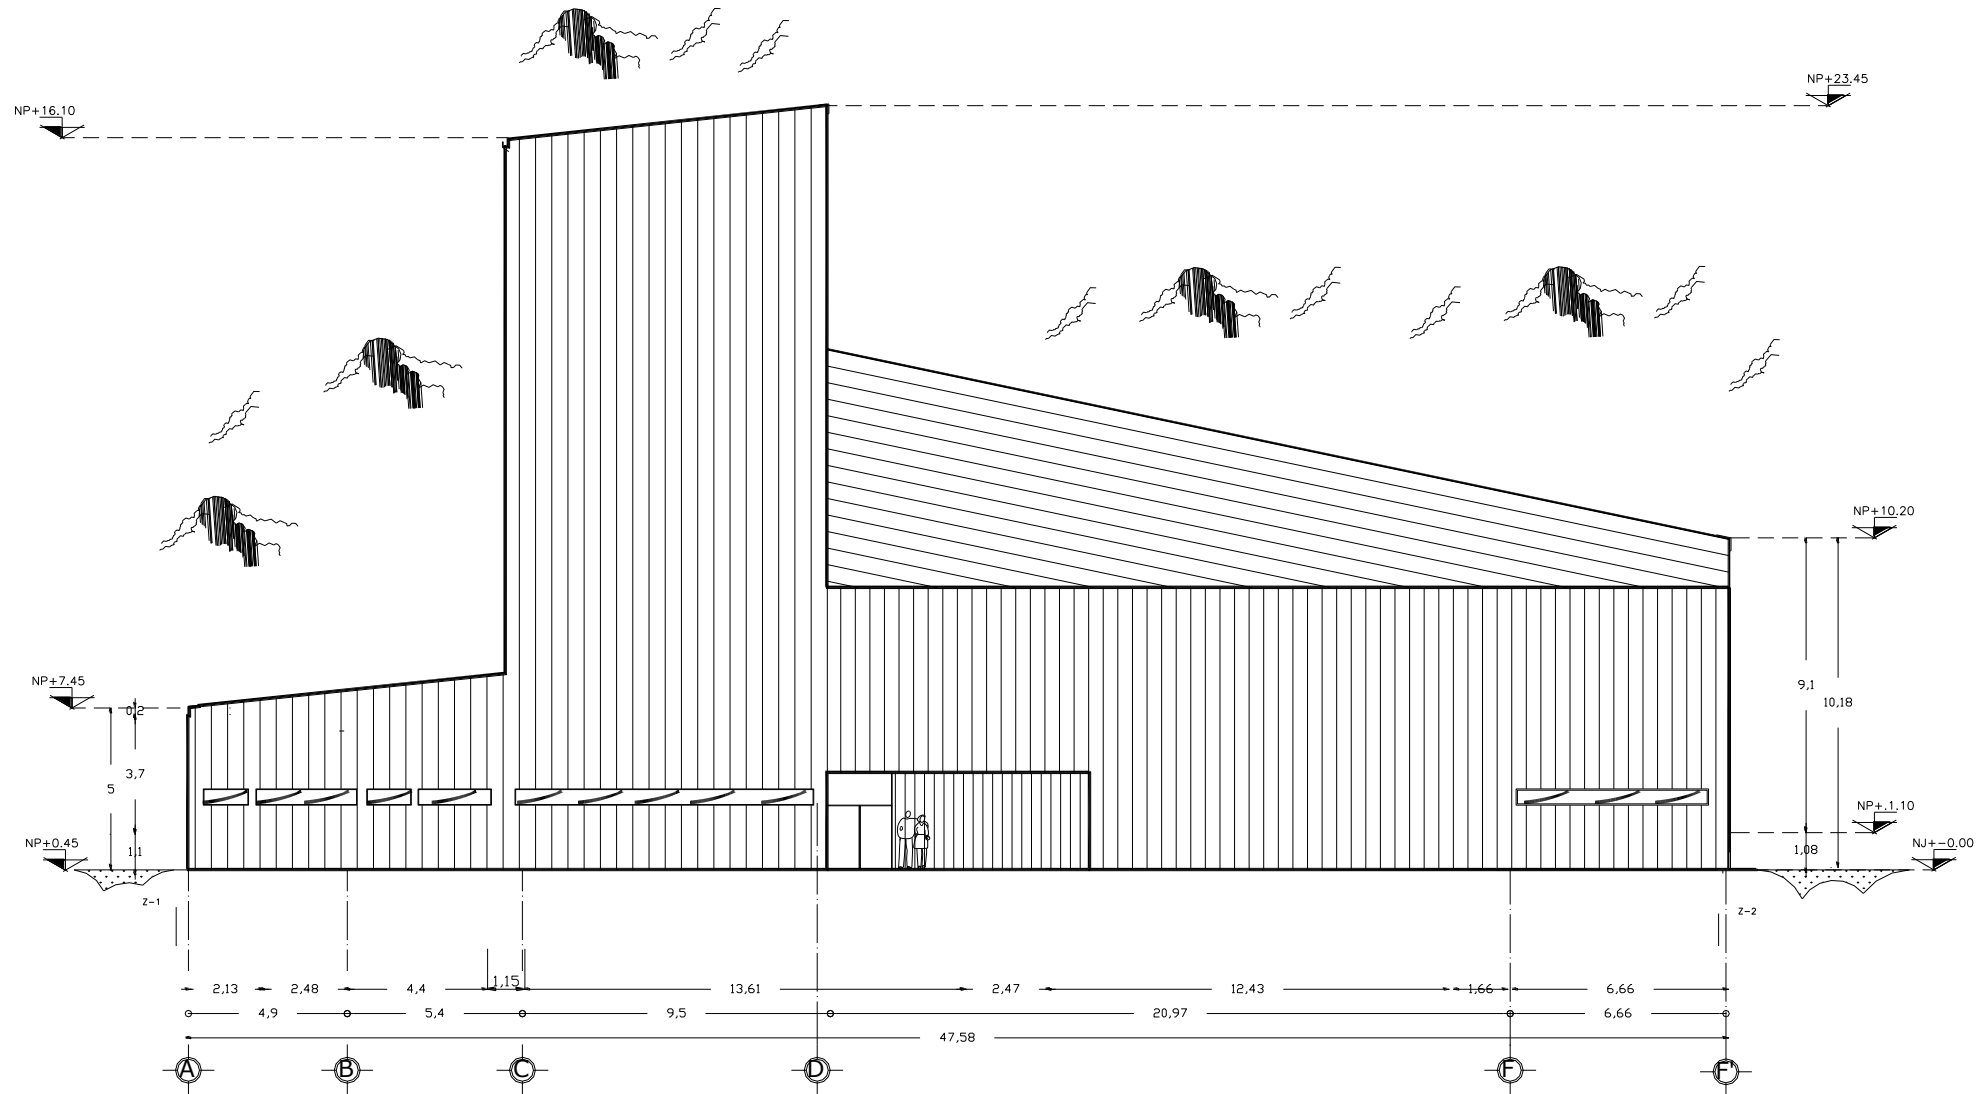 NP+23.45
NP+16.10
NP+10.20
NP+7.45
0,2
9,1
10,18
3,7
5
NP+.1.10
NP+0.45
1,1
1,08
NJ+-0.00
Z-1
Z-2
1,15
2,13
2,48
4,4
13,61
2,47
12,43
1,66
6,66
4,9
5,4
9,5
20,97
6,66
47,58
A
B
C
D
F
F'